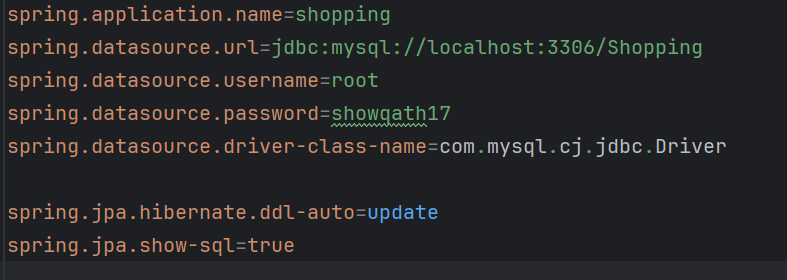 spring.application.name=shopping
spring.datasource.url=jdbc:mysql://localhost:3306/Shopping
spring.datasource.username=root
spring.datasource.password=showqath17
spring.datasource.driver-class-name=com.mysql.cj.jdbc.Driver
spring.jpa.hibernate.ddl-auto=update
spring.jpa.show-sql=true